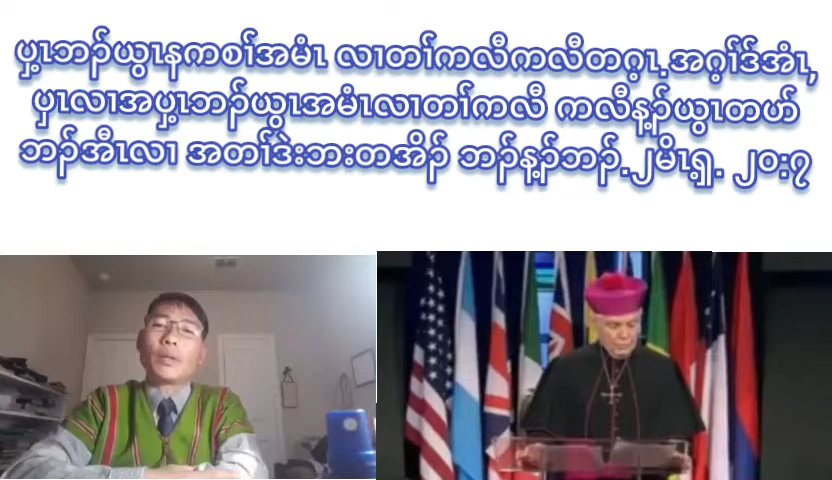 ပှၤဘၣ်ယွၤနကစၢ်အမံၤ လၢတၢ်ကလီကလီတဂ့ၤ.အဂ့ၢ်ဒ်အံၤ,
ပှၤလၢအပှၤဘၣ်ယွၤအမံၤလၢတၢ်ကလီ ကလီန့ၣ်ယွၤတဟ်
ဘၣ်အီၤလၢ အတၢ်ဒဲးဘးတအိၣ် ဘၣ်န့ၣ်ဘၣ်.၂မိၤရှ့. ၂၀:၇